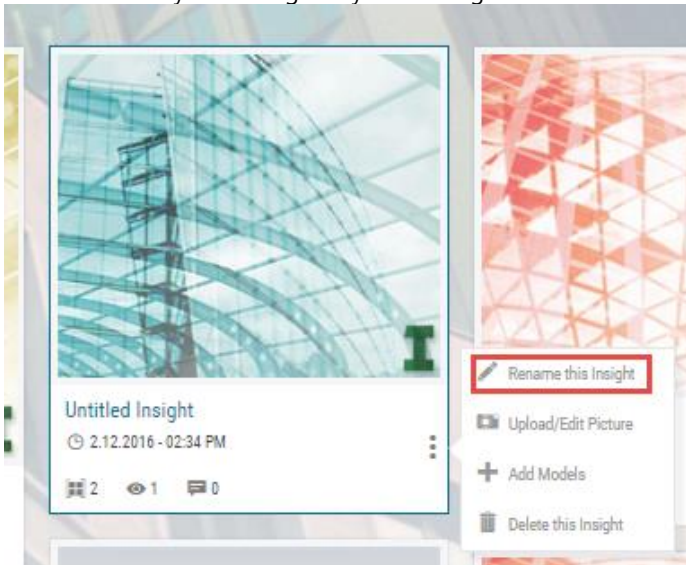 Untitled Insight
2.12.2016 - 02:34 PM
2 1 0
Rename this Insight
Upload/Edit Picture
Add Models
Delete this Insight
I